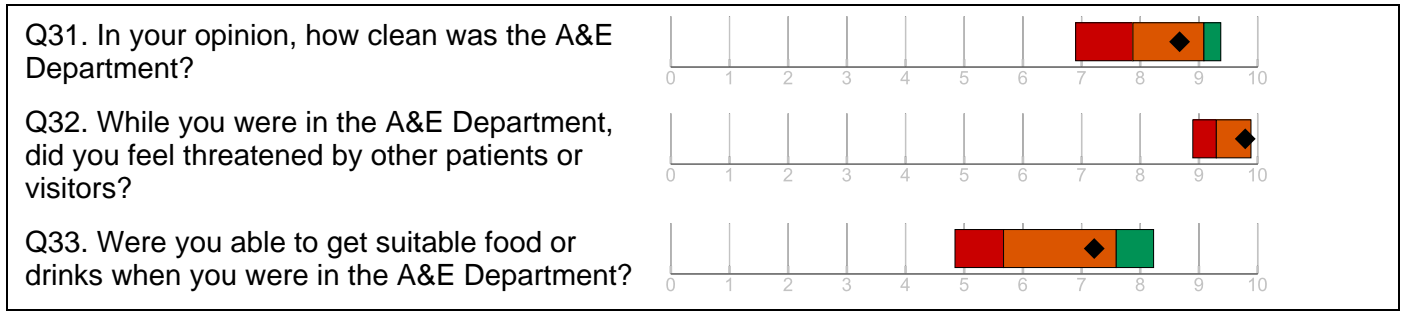 Q31. In your opinion, how clean was the A&E
Department?
0 1 2 3 4 5 6 7 8 9 10
Q32. While you were in the A&E Department,
did you feel threatened by other patients or
visitors?
0 1 2 3 4 5 6 7 8 9 10
Q33. Were you able to get suitable food or
drinks when you were in the A&E Department?
0 1 2 3 4 5 6 7 8 9 10